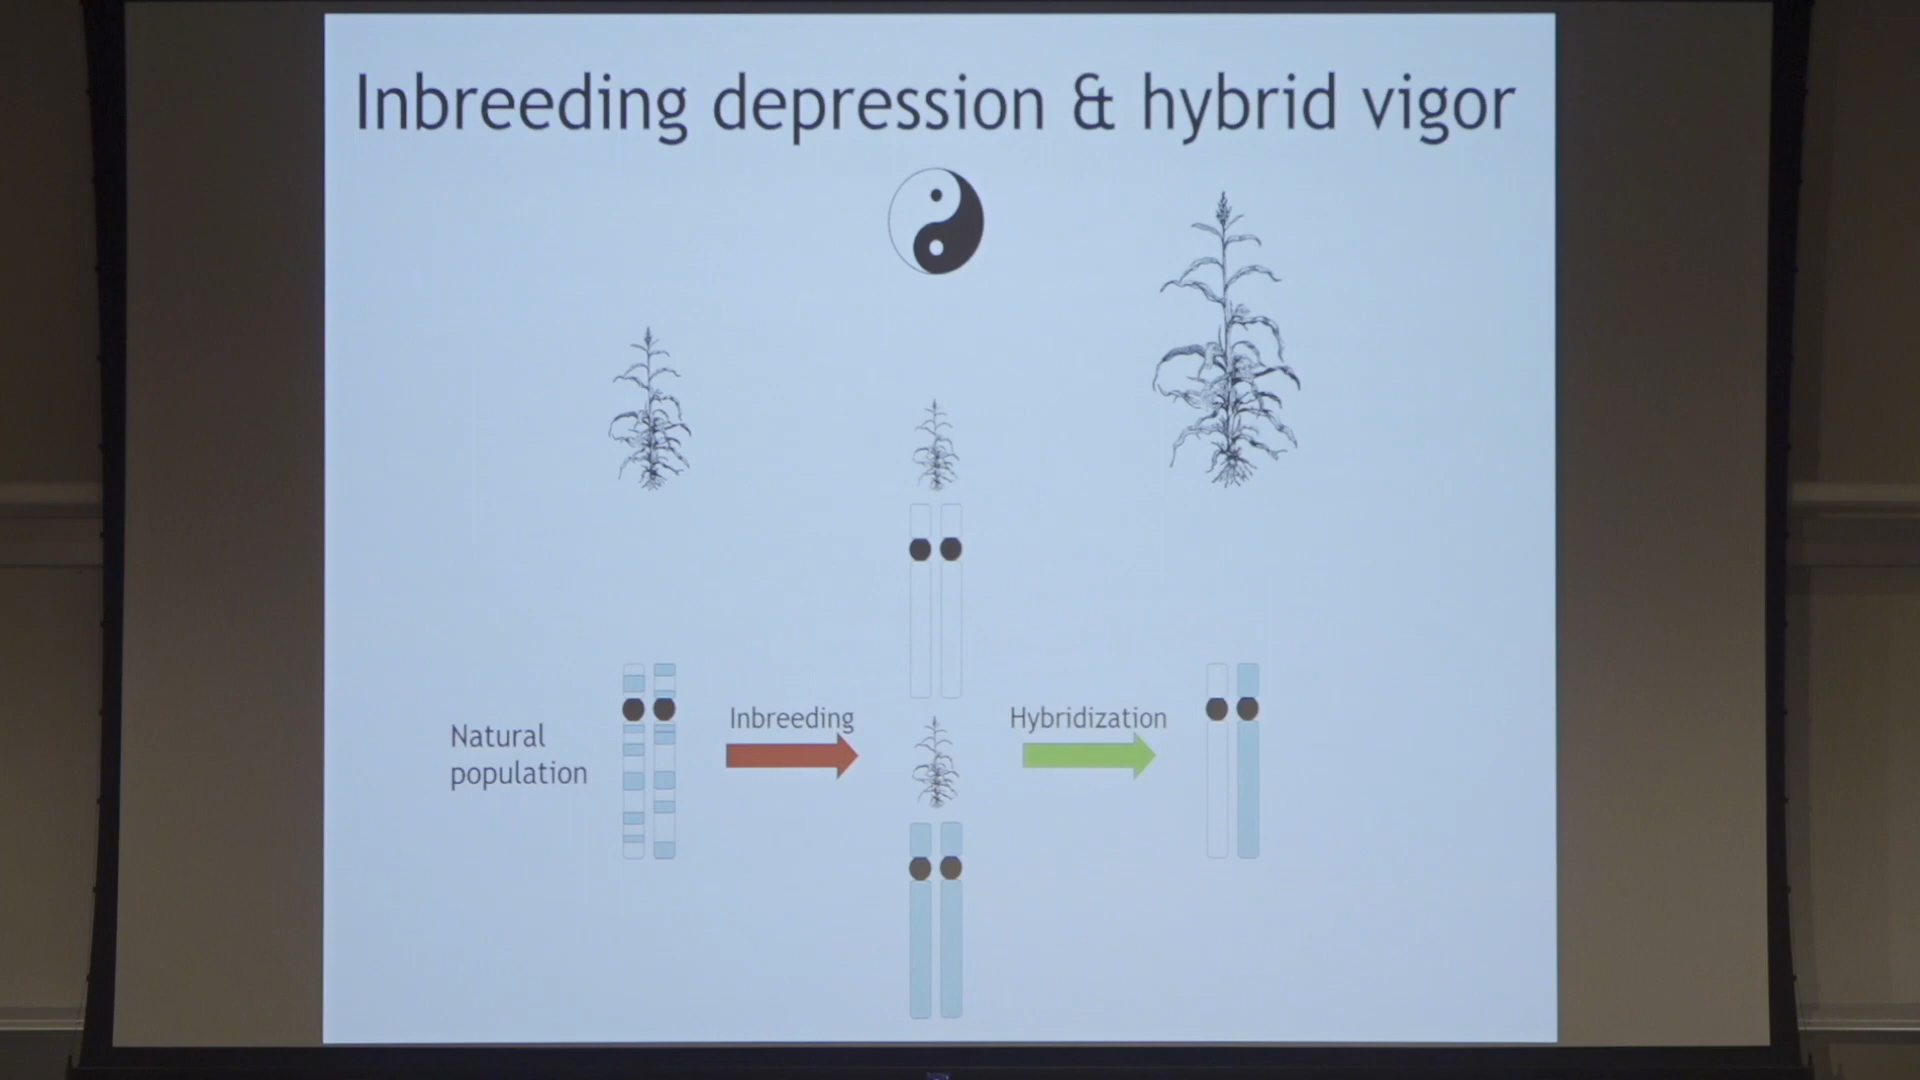 Inbreeding depression & hybrid vigor
Natural
population
Inbreeding
Hybridization